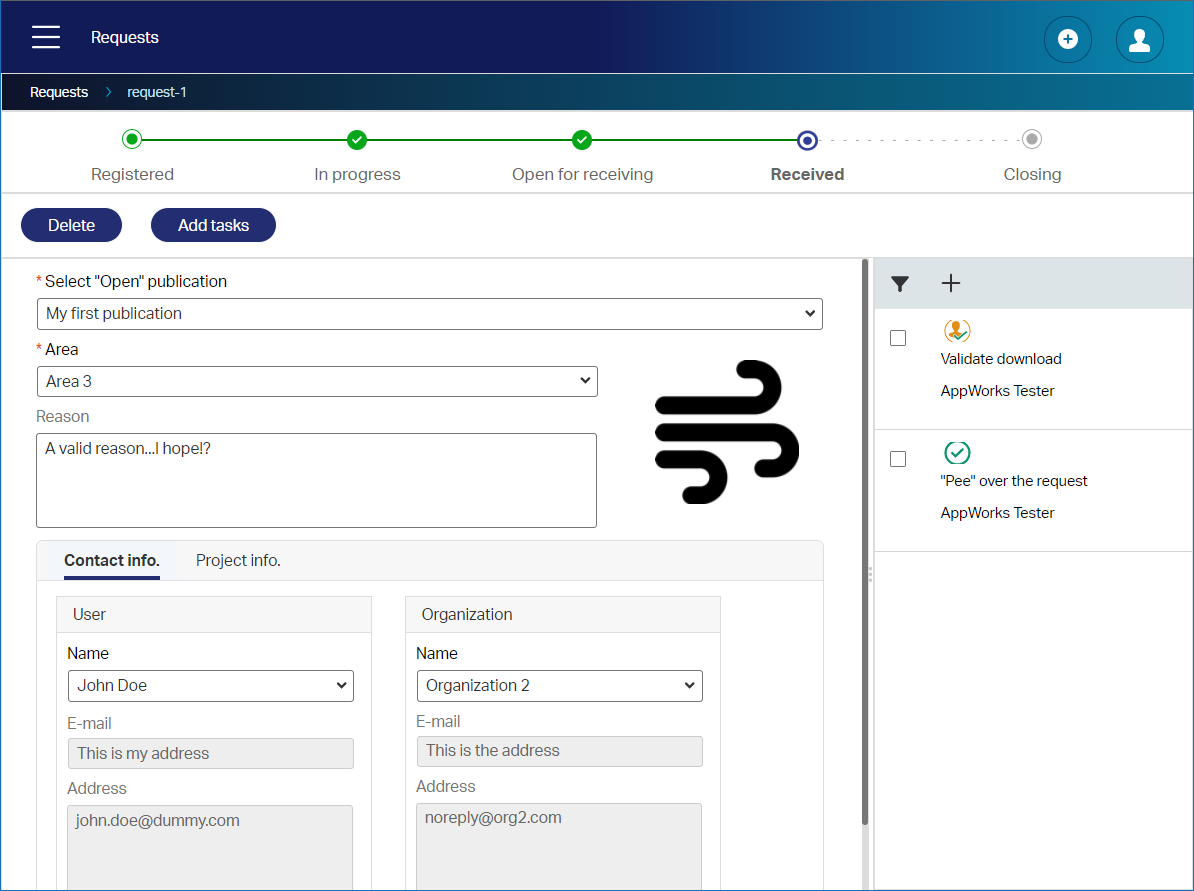 Requests
Requests > request-1
Registered In progress Open for receiving Received Closing
Delete Add tasks
* Select "Open" publication
My first publication
* Area
Area 3
Reason
A valid reason...I hope!?
Contact info. Project info.
User
Name
John Doe
E-mail
This is my address
Address
john.doe@dummy.com
Organization
Name
Organization 2
E-mail
This is the address
Address
noreply@org2.com
Validate download
AppWorks Tester
"Pee" over the request
AppWorks Tester